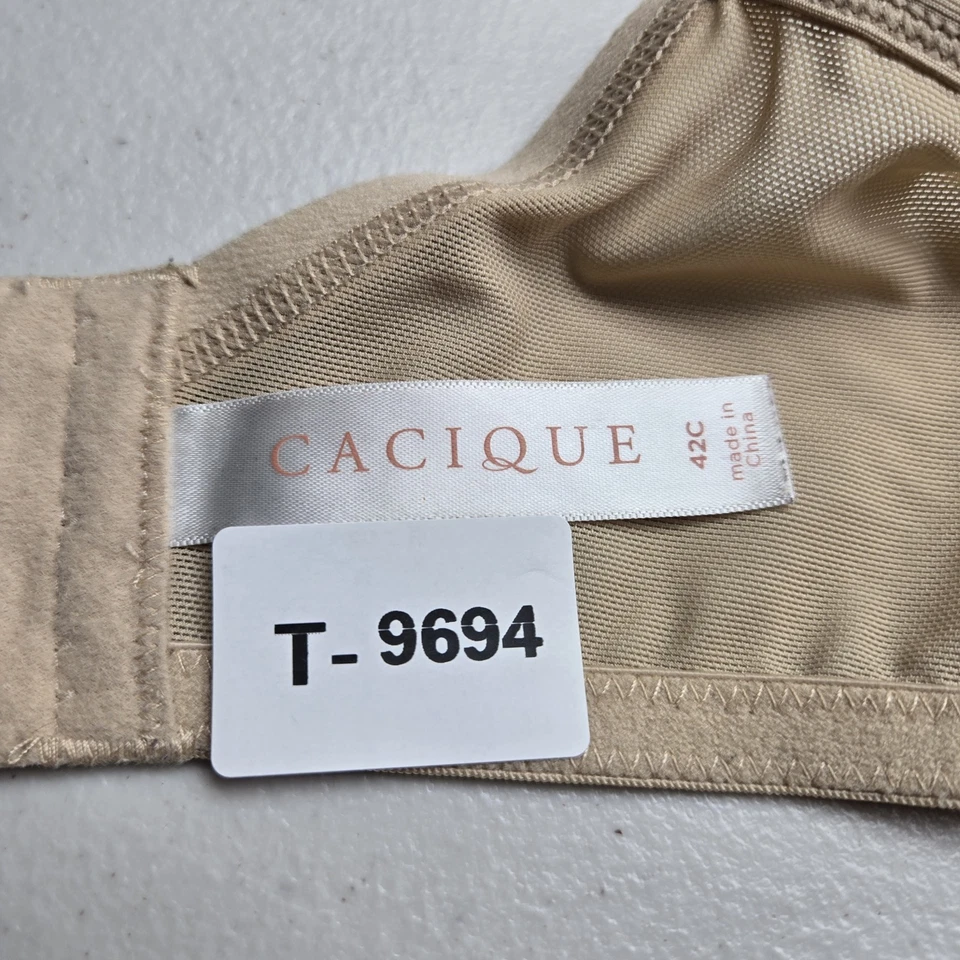 CACIQUE
42C
made in
China
T- 9694